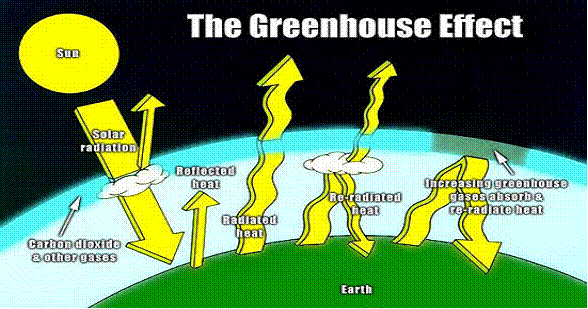 The Greenhouse Effect
Sun
Solar
radiation
Reflected
heat
Radiated
heat
Re-radiated
heat
Increasing greenhouse
gases absorb &
re-radiate heat
Carbon dioxide
& other gases
Earth